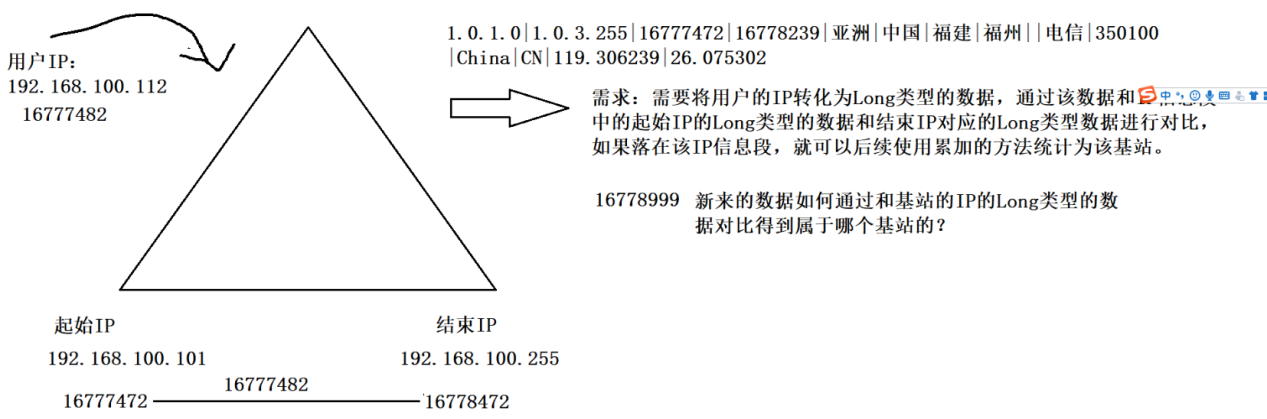 1.0.1.0|1.0.3.255|16777472|16778239|亚洲|中国|福建|福州||电信|350100
|China|CN|119.306239|26.075302
用户IP:
192.168.100.112
16777482
需求：需要将用户的IP转化为Long类型的数据，通过该数据和
中的起始IP的Long类型的数据和结束IP对应的Long类型数据进行对比，
如果落在该IP信息段，就可以后续使用累加的方法统计为该基站。
16778999 新来的数据如何通过和基站的IP的Long类型的数
据对比得到属于哪个基站的？
起始IP
结束IP
192.168.100.101
192.168.100.255
16777482
16777472
16778472
中